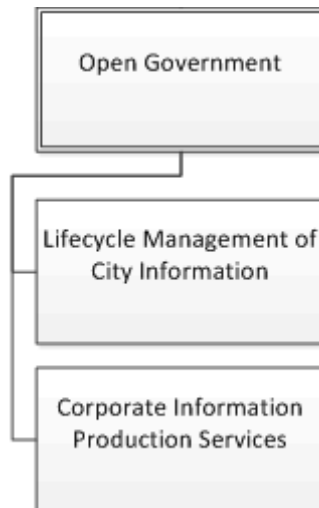 Open Government
Lifecycle Management of
City Information
Corporate Information
Production Services